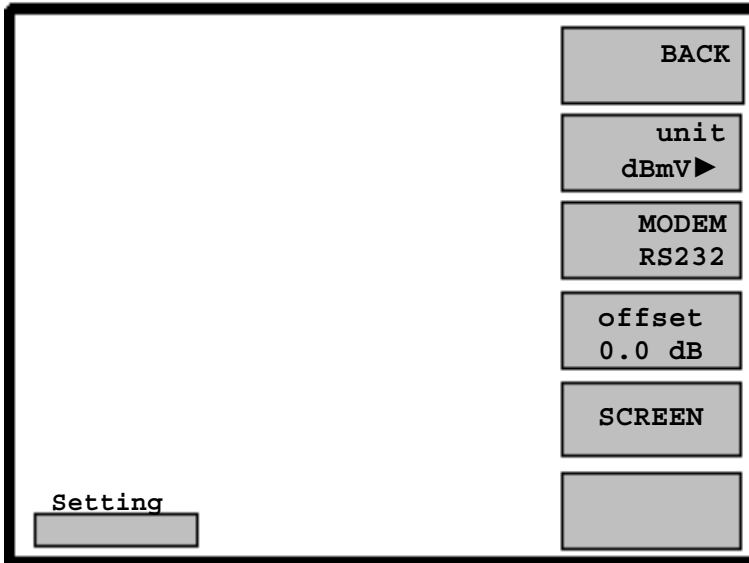 BACK
unit
dBmV►
MODEM
RS232
offset
0.0 dB
SCREEN
Setting